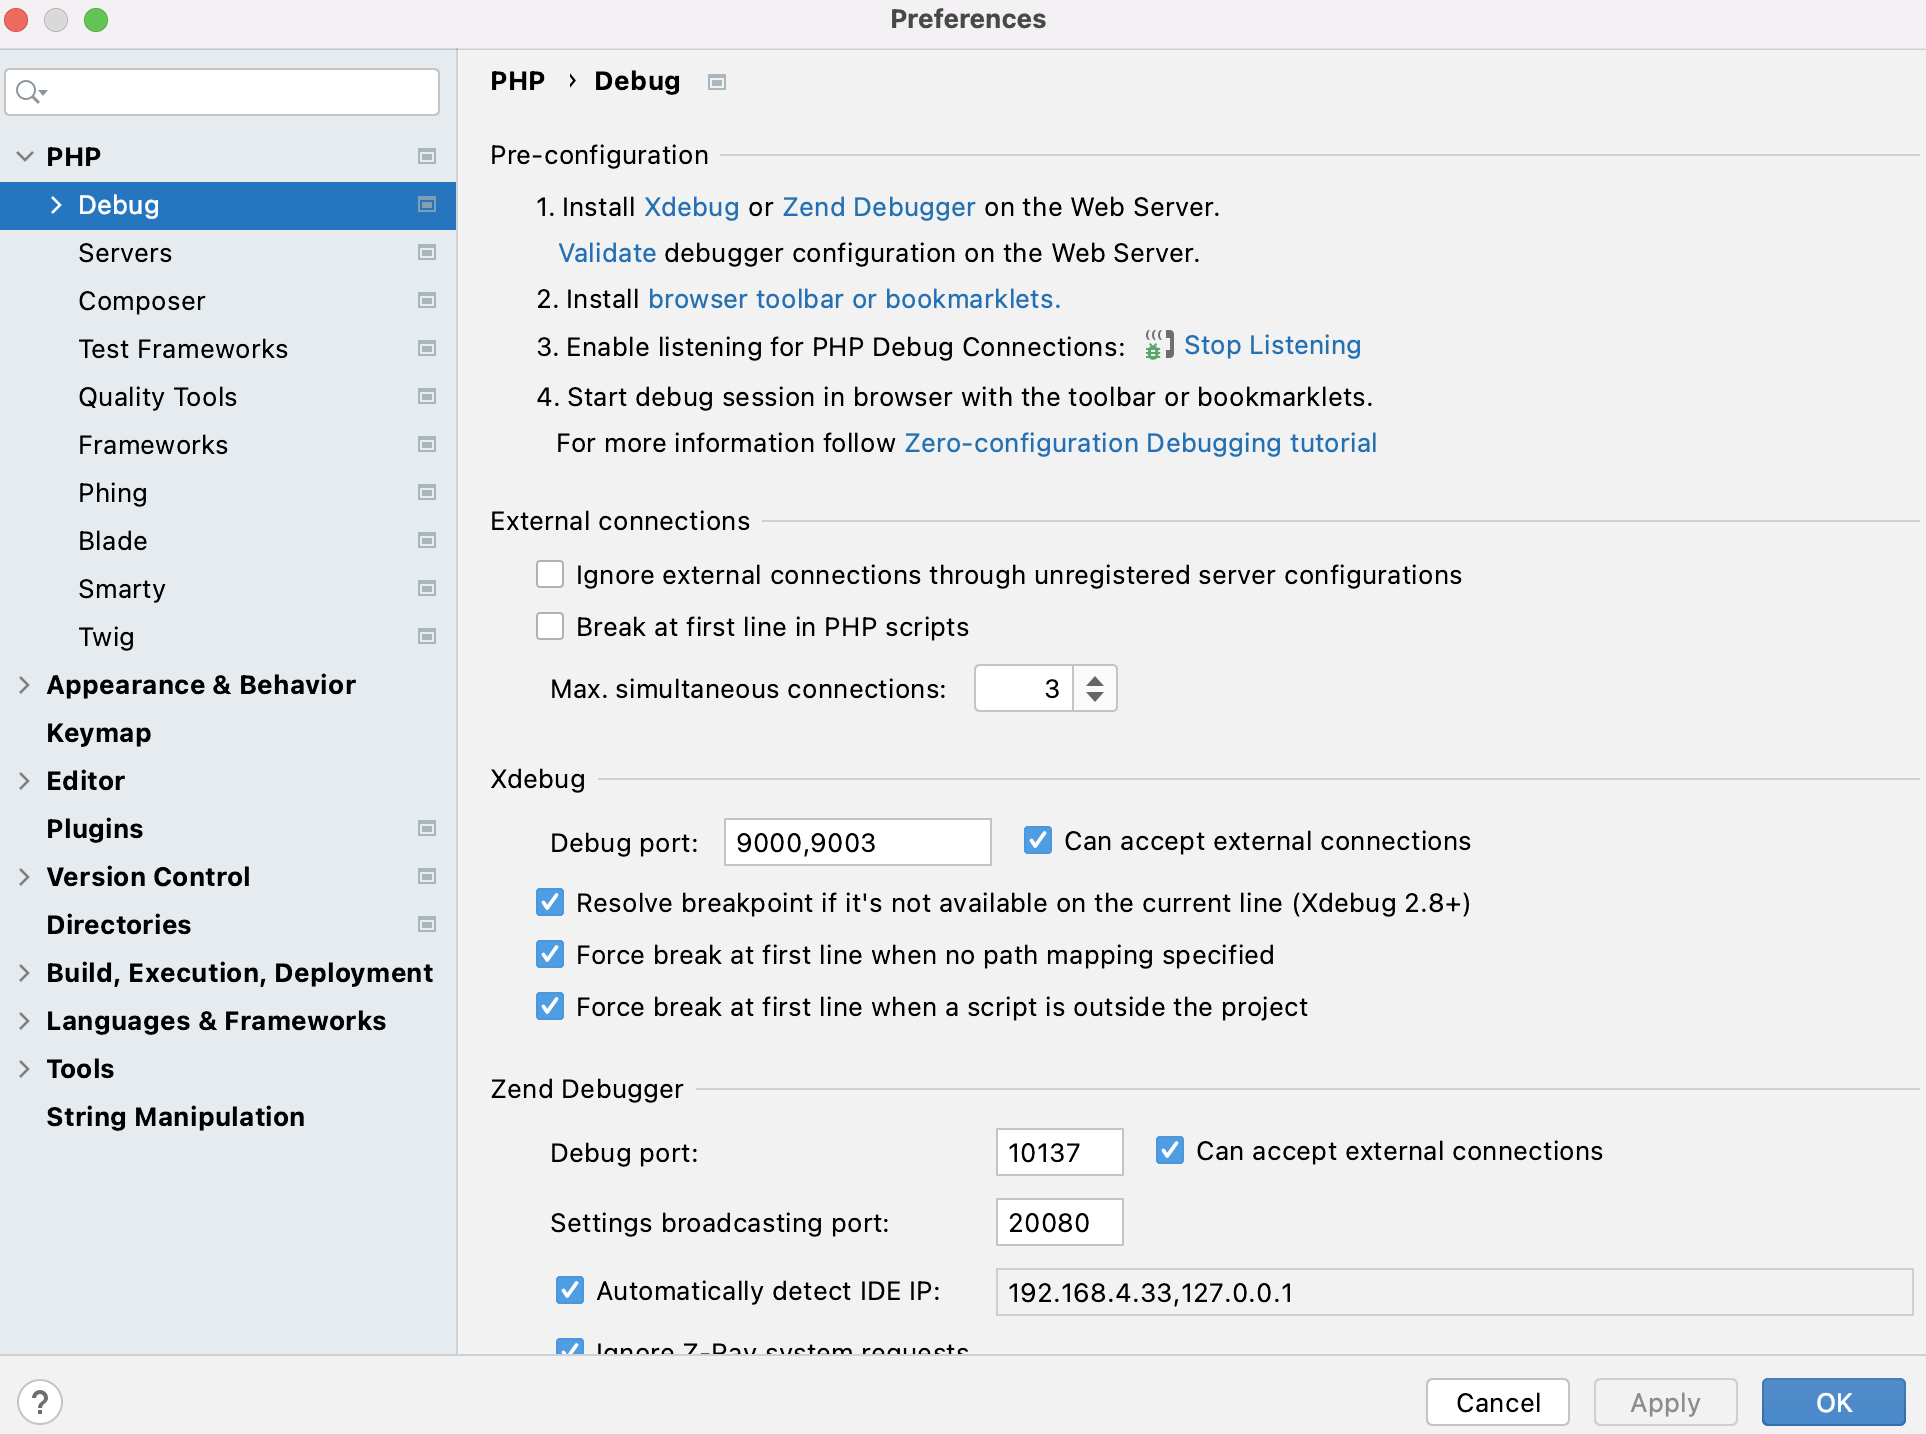 Preferences
PHP
Debug
Servers
Composer
Test Frameworks
Quality Tools
Frameworks
Phing
Blade
Smarty
Twig
Appearance & Behavior
Keymap
Editor
Plugins
Version Control
Directories
Build, Execution, Deployment
Languages & Frameworks
Tools
String Manipulation
PHP › Debug
Pre-configuration
1. Install Xdebug or Zend Debugger on the Web Server.
Validate debugger configuration on the Web Server.
2. Install browser toolbar or bookmarklets.
3. Enable listening for PHP Debug Connections: Stop Listening
4. Start debug session in browser with the toolbar or bookmarklets.
For more information follow Zero-configuration Debugging tutorial
External connections
Ignore external connections through unregistered server configurations
Break at first line in PHP scripts
Max. simultaneous connections: 3
Xdebug
Debug port: 9000,9003 Can accept external connections
Resolve breakpoint if it's not available on the current line (Xdebug 2.8+)
Force break at first line when no path mapping specified
Force break at first line when a script is outside the project
Zend Debugger
Debug port: 10137 Can accept external connections
Settings broadcasting port: 20080
Automatically detect IDE IP: 192.168.4.33,127.0.0.1
Ignore Z-Ray system requests
?
Cancel Apply OK